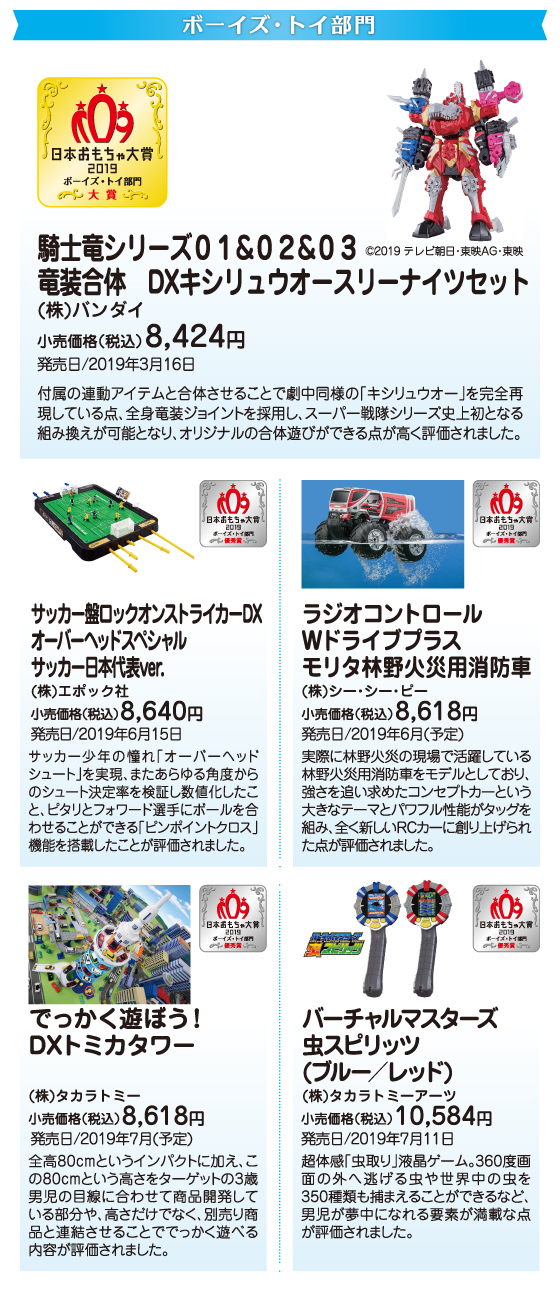 ボーイズ・トイ部門
日本おもちゃ大賞
2019
ボーイズ・トイ部門
大賞
騎士竜シリーズ01&02&03
©2019 テレビ朝日・東映AG・東映
竜装合体 DXキシリュウオースリーナイツセット
(株)バンダイ
小売価格(税込)8,424円
発売日/2019年3月16日
付属の連動アイテムと合体させることで劇中同様の「キシリュウオー」を完全再
現している点、全身竜装ジョイントを採用し、スーパー戦隊シリーズ史上初となる
組み換えが可能となり、オリジナルの合体遊びができる点が高く評価されました。
日本おもちゃ大賞
2019
ボーイズ・トイ部門
優秀賞
サッカー盤ロックオンストライカーDX
オーバーヘッドスペシャル
サッカー日本代表ver.
(株)エポック社
小売価格(税込)8,640円
発売日/2019年6月15日
サッカー少年の憧れ「オーバーヘッド
シュート」を実現、またあらゆる角度から
のシュート決定率を検証し数値化したこ
と、ピタリとフォワード選手にボールを合
わせることができる「ピンポイントクロス」
機能を搭載したことが評価されました。
日本おもちゃ大賞
2019
ボーイズ・トイ部門
優秀賞
ラジオコントロール
Wドライブプラス
モリタ林野火災用消防車
(株)シー・シー・ピー
小売価格(税込)8,618円
発売日/2019年6月(予定)
実際に林野火災の現場で活躍している
林野火災用消防車をモデルとしており、
強さを追い求めたコンセプトカーという
大きなテーマとパワフル性能がタッグを
組み、全く新しいRCカーに創り上げられ
た点が評価されました。
日本おもちゃ大賞
2019
ボーイズ・トイ部門
優秀賞
でっかく遊ぼう!
DXトミカタワー
(株)タカラトミー
小売価格(税込)8,618円
発売日/2019年7月(予定)
全高80cmというインパクトに加え、こ
の80cmという高さをターゲットの3歳
男児の目線に合わせて商品開発して
いる部分や、高さだけでなく、別売り商
品と連結させることででっかく遊べる
内容が評価されました。
日本おもちゃ大賞
2019
ボーイズ・トイ部門
優秀賞
バーチャルマスターズ
虫スピリッツ
(ブルー/レッド)
(株)タカラトミーアーツ
小売価格(税込)10,584円
発売日/2019年7月11日
超体感「虫取り」液晶ゲーム。360度画
面の外へ逃げる虫や世界中の虫を
350種類も捕まえることができるなど、
男児が夢中になれる要素が満載な点
が評価されました。